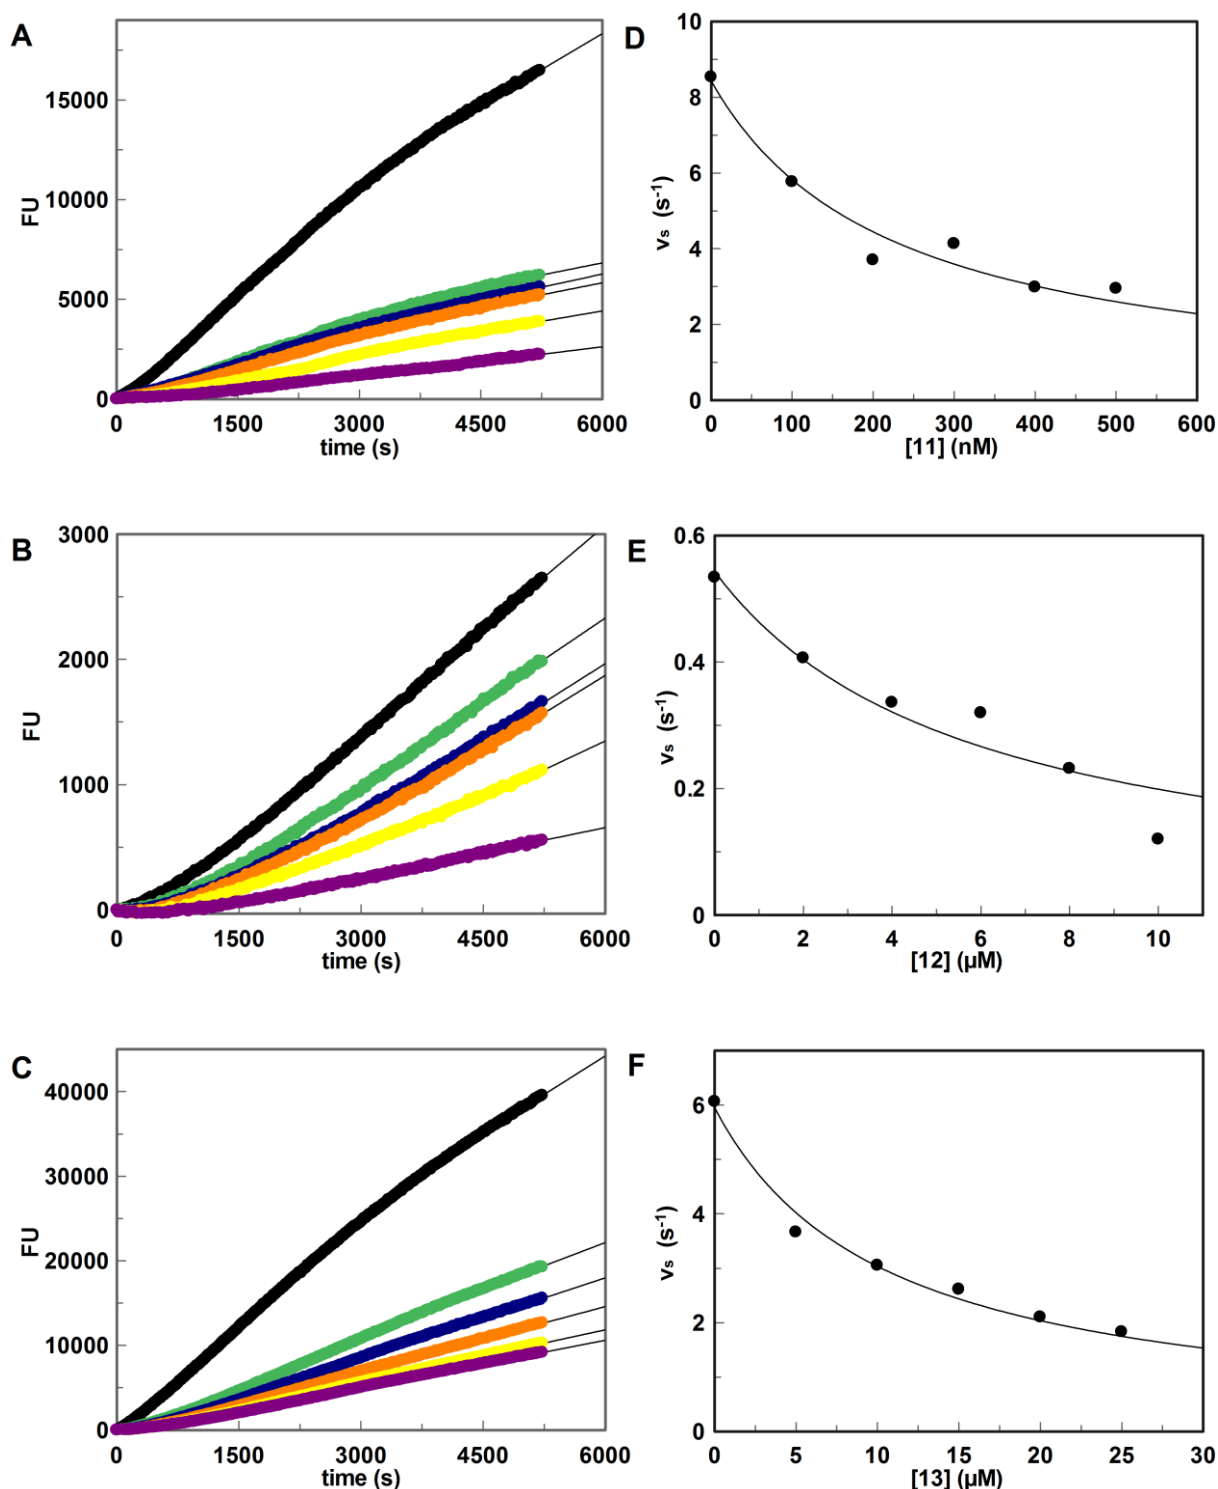 A
FU
15000
10000
5000
0
0 1500 3000 4500 6000
time (s)
D
vs (s-1)
10
8
6
4
2
0
0 100 200 300 400 500 600
[11] (nM)
B
FU
3000
2000
1000
0
0 1500 3000 4500 6000
time (s)
E
vs (s-1)
0.6
0.4
0.2
0
0 2 4 6 8 10
[12] (µM)
C
FU
40000
30000
20000
10000
0
0 1500 3000 4500 6000
time (s)
F
vs (s-1)
6
4
2
0
0 5 10 15 20 25 30
[13] (µM)